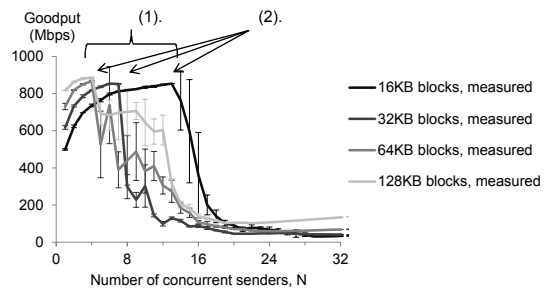 Goodput
(Mbps)
(1).
(2).
1000
800
600
400
200
0
0
8
16
24
32
Number of concurrent senders, N
16KB blocks, measured
32KB blocks, measured
64KB blocks, measured
128KB blocks, measured